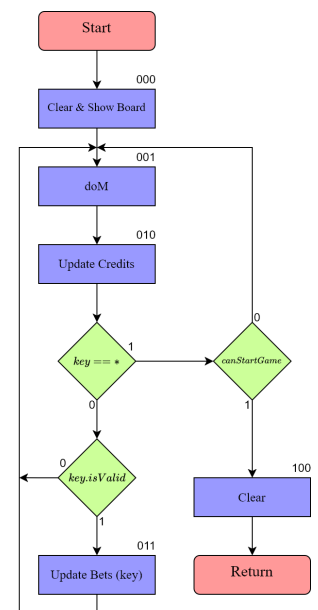 Start
000
Clear & Show Board
001
doM
010
Update Credits
key == *
1
0
canStartGame
0
1
key.isValid
0
1
100
Clear
011
Update Bets (key)
Return